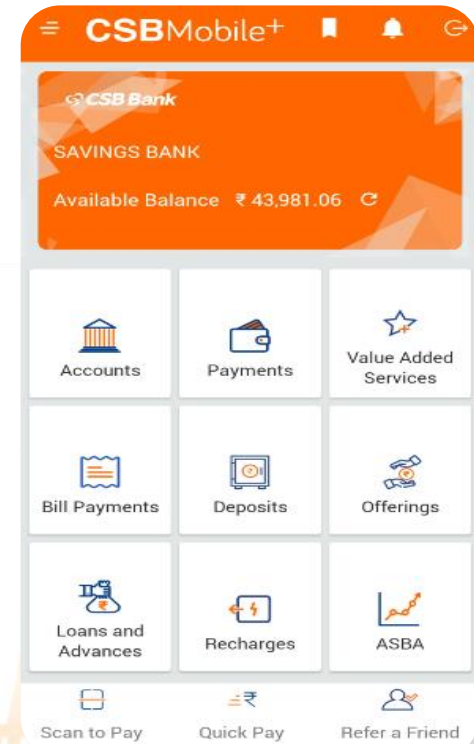 CSBMobile+
CSB Bank
SAVINGS BANK
Available Balance ₹ 43,981.06
Accounts
Payments
Value Added
Services
Bill Payments
Deposits
Offerings
Loans and
Advances
Recharges
ASBA
Scan to Pay
Quick Pay
Refer a Friend